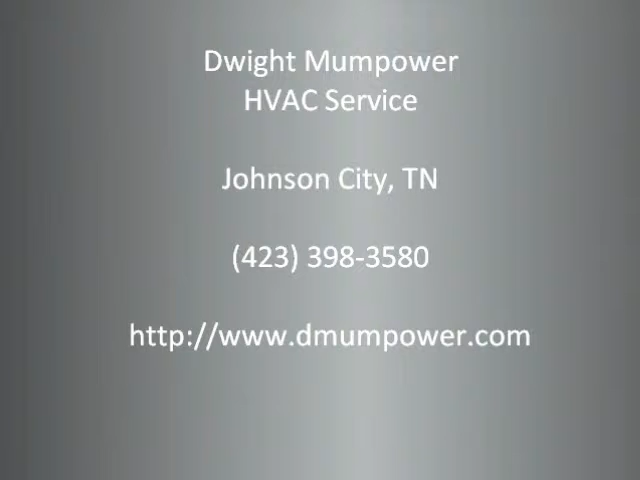 Dwight Mumpower
HVAC Service
Johnson City, TN
(423) 398-3580
http://www.dmumpower.com